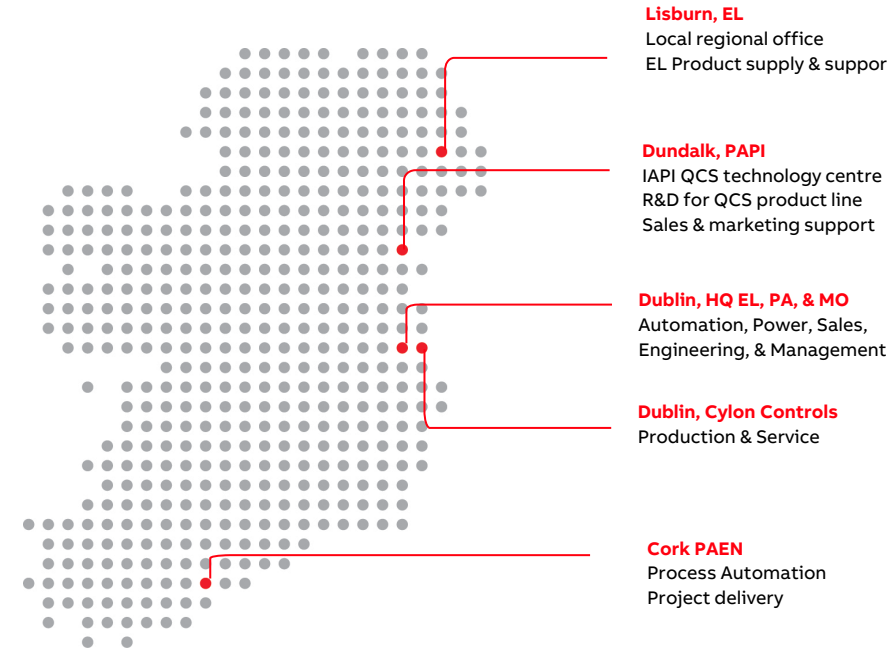 Lisburn, EL
Local regional office
EL Product supply & suppor
Dundalk, PAPI
IAPI QCS technology centre
R&D for QCS product line
Sales & marketing support
Dublin, HQ EL, PA, & MO
Automation, Power, Sales,
Engineering, & Management
Dublin, Cylon Controls
Production & Service
Cork PAEN
Process Automation
Project delivery